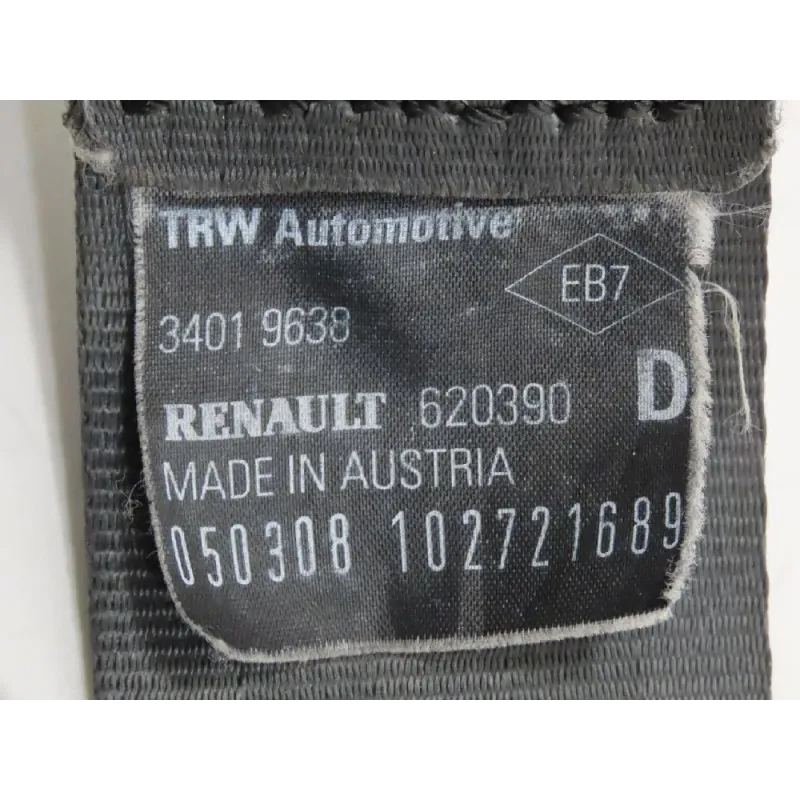 TRW Automotive
EB7
3401 9638
D
RENAULT 620390
MADE IN AUSTRIA
050308 102721689